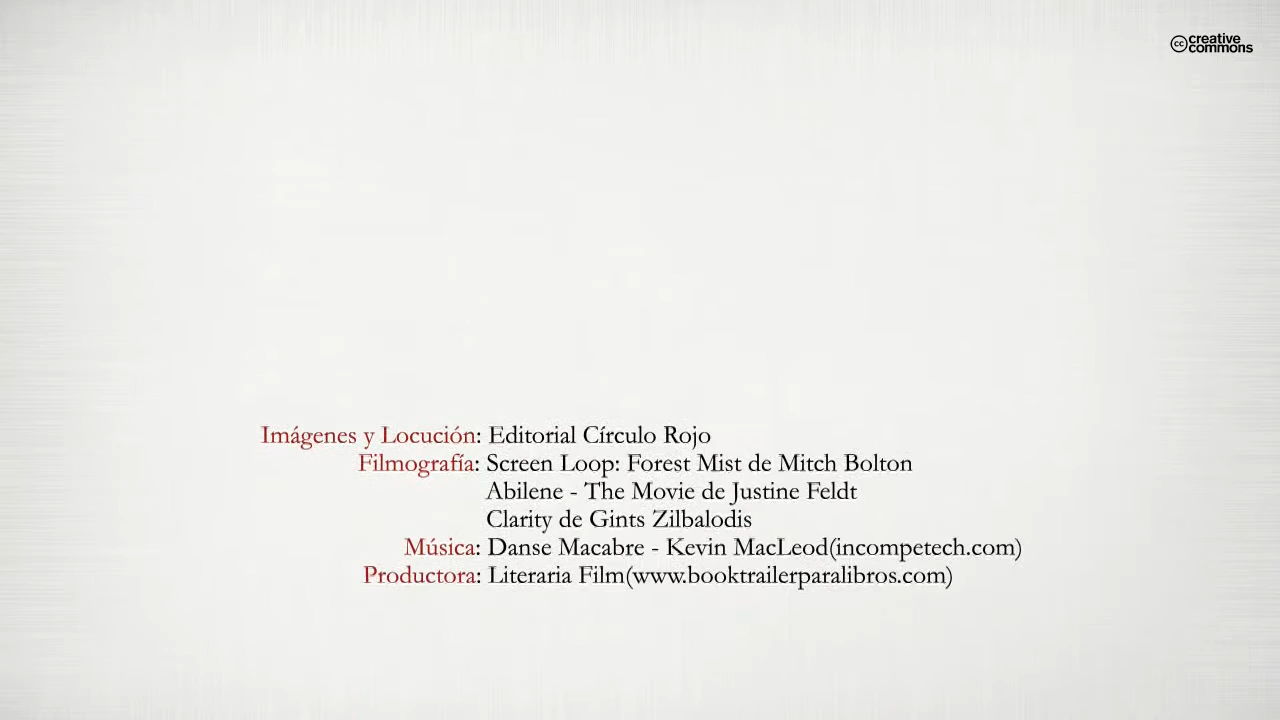 creative
commons
Imágenes y Locución: Editorial Círculo Rojo
Filmografía: Screen Loop: Forest Mist de Mitch Bolton
Abilene - The Movie de Justine Feldt
Clarity de Gints Zilbalodis
Música: Danse Macabre - Kevin MacLeod(incompetech.com)
Productora: Literaria Film(www.booktrailerparalibros.com)